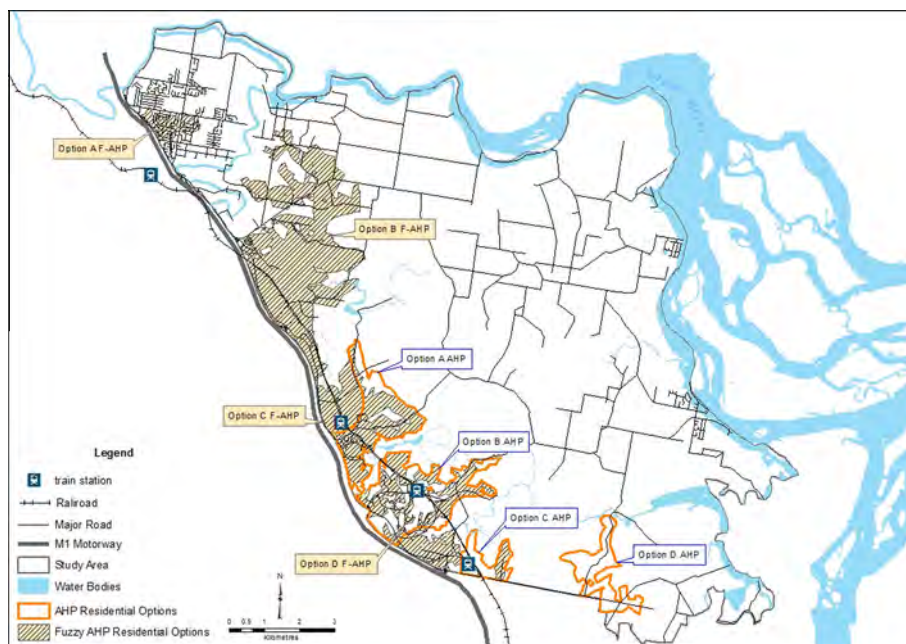 Option A F-AHP
Option B F-AHP
Option A AHP
Option C F-AHP
Option B AHP
Option C AHP
Option D AHP
Option D F-AHP
Legend
train station
Railroad
Major Road
M1 Motorway
Study Area
Water Bodies
AHP Residential Options
Fuzzy AHP Residential Options
N
0 0.5 1 2 3
Kilometres